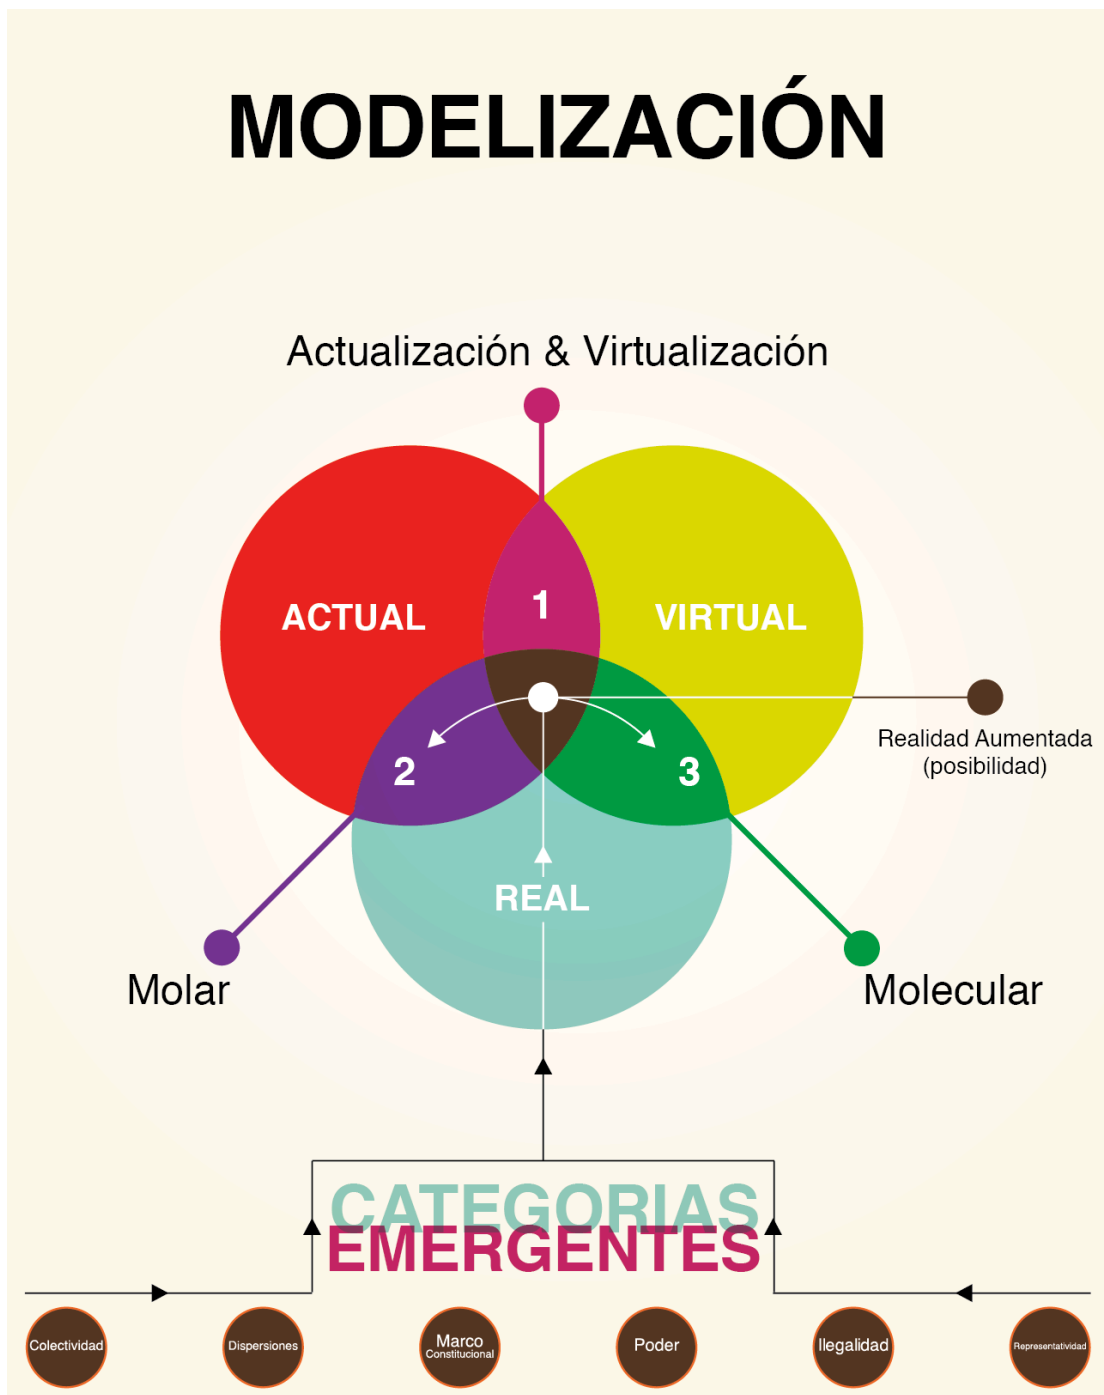 MODELIZACIÓN
Actualización & Virtualización
ACTUAL
1
VIRTUAL
2
3
Realidad Aumentada
(posibilidad)
REAL
Molar
Molecular
CATEGORIAS
EMERGENTES
Colectividad
Dispersiones
Marco
Constitucional
Poder
Ilegalidad
Representatividad